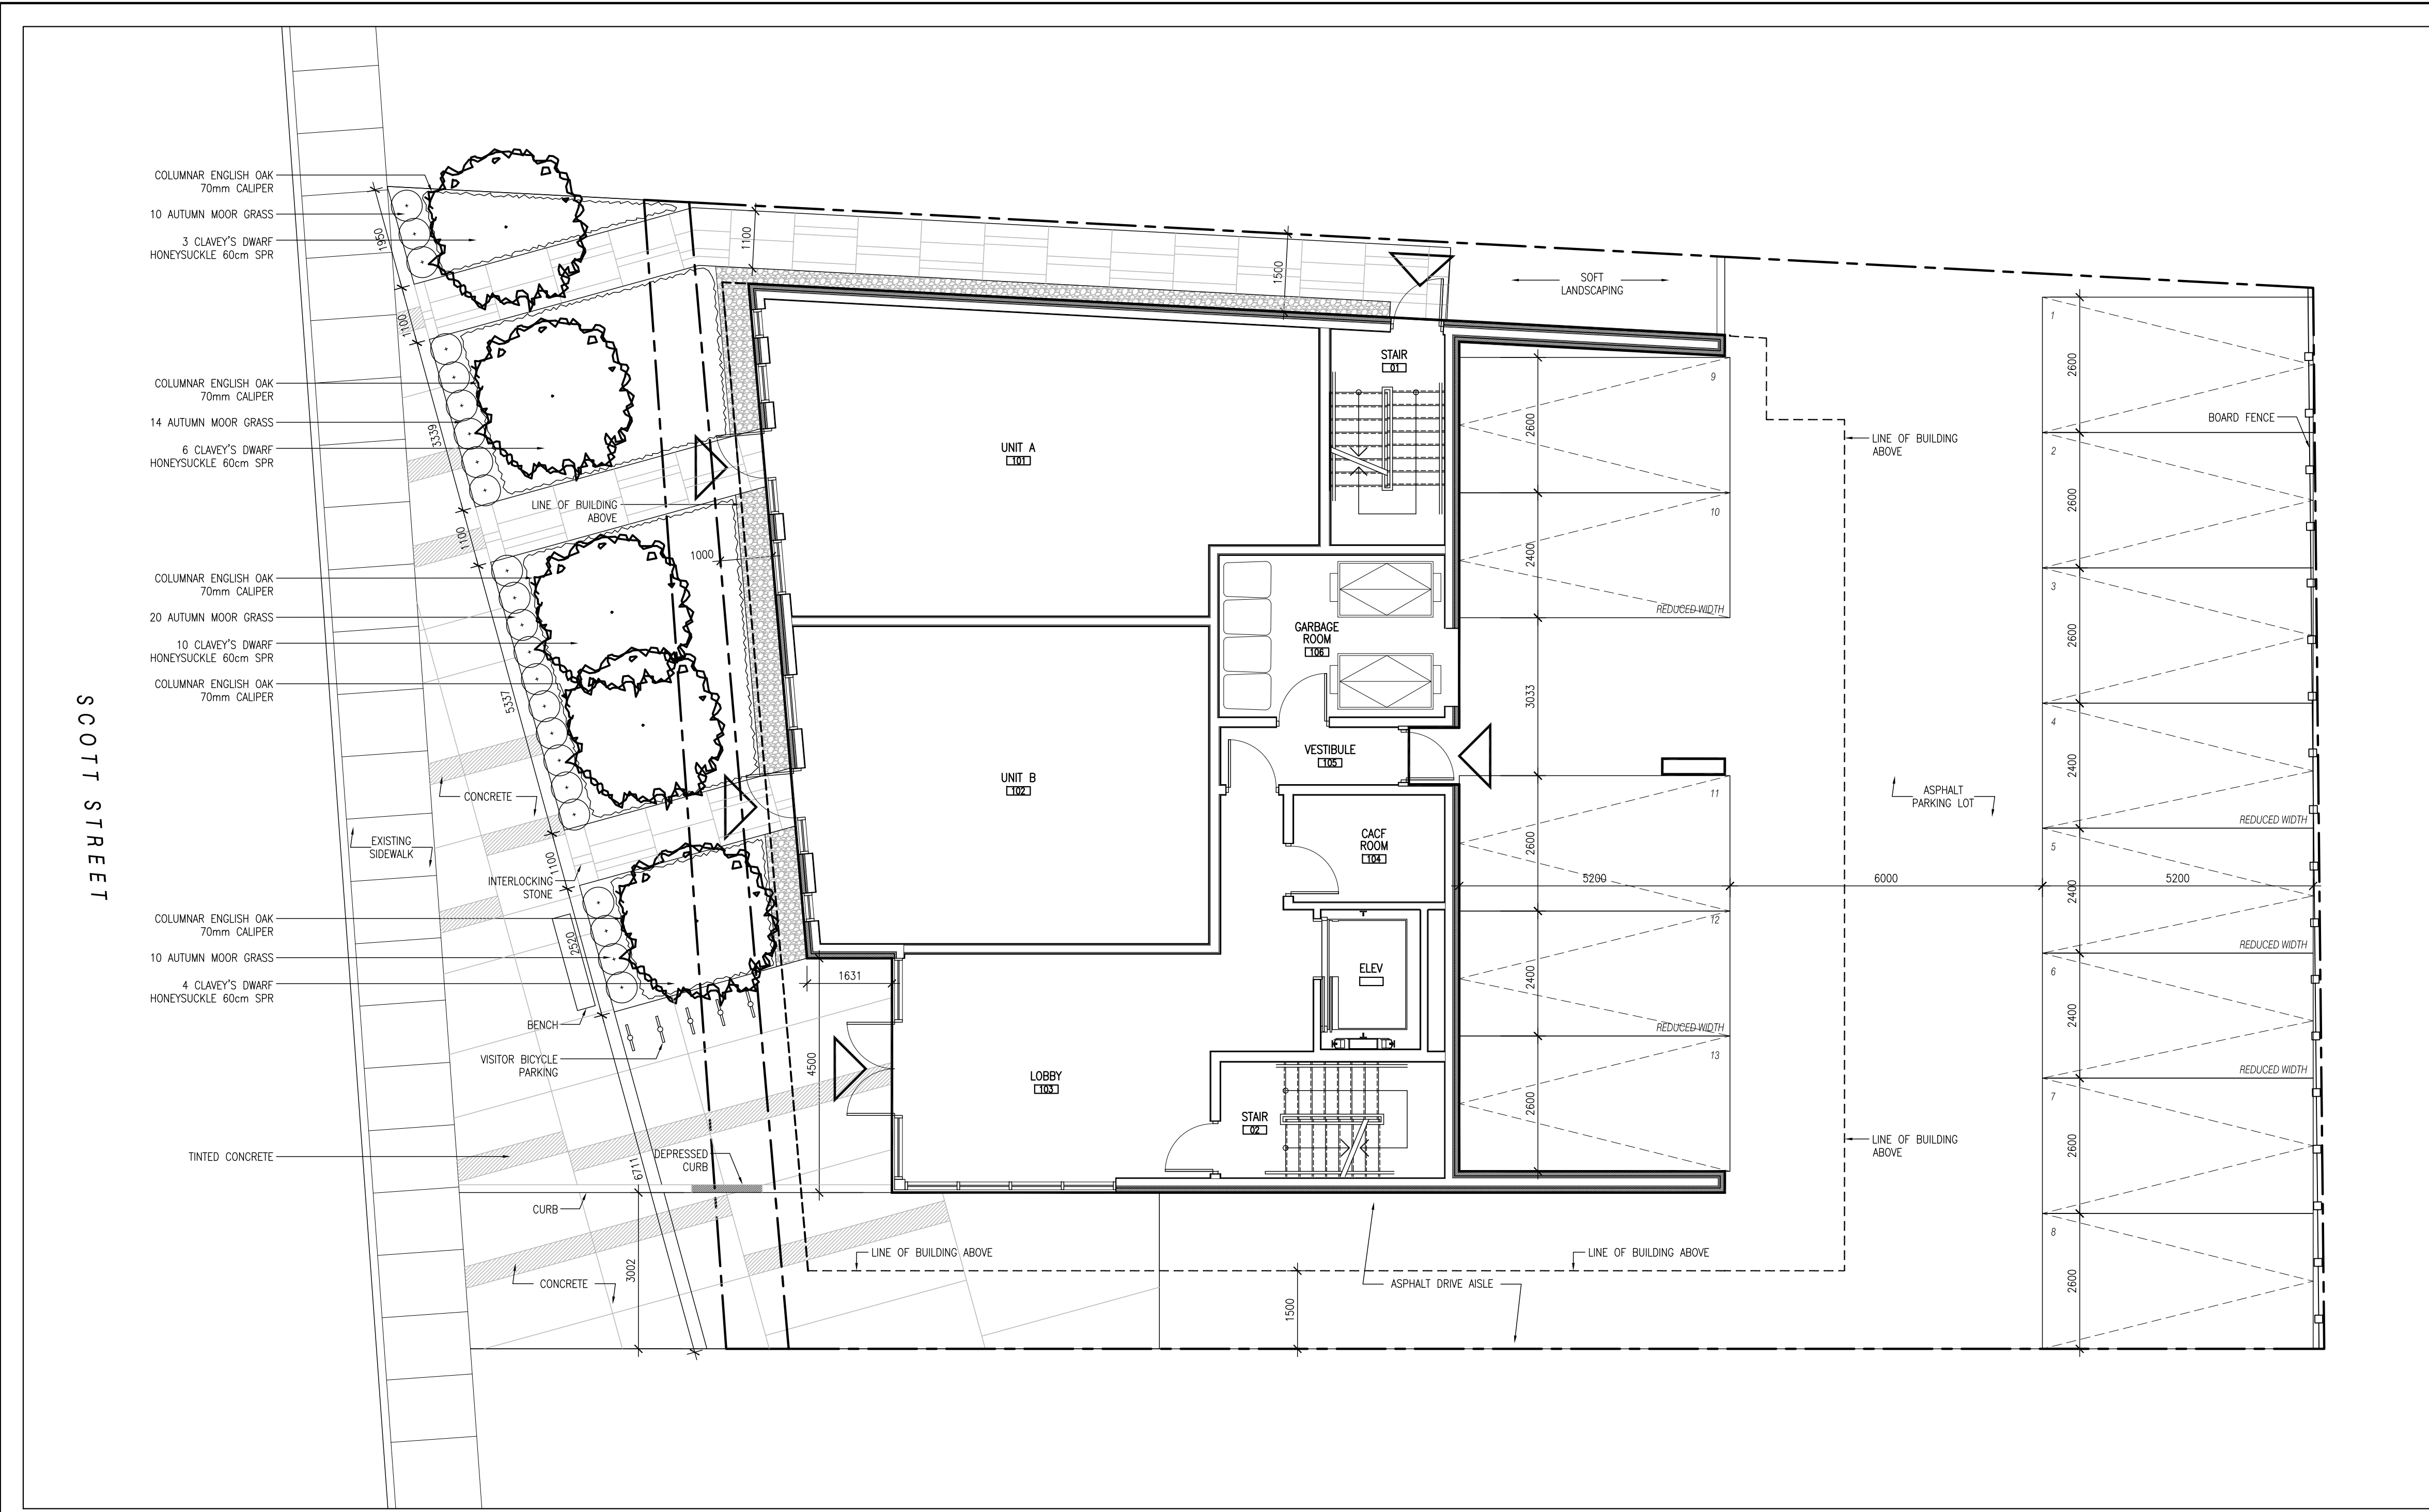 COLUMNAR ENGLISH OAK
70mm CALIPER
10 AUTUMN MOOR GRASS
3 CLAVEY'S DWARF
HONEYSUCKLE 60cm SPR
COLUMNAR ENGLISH OAK
70mm CALIPER
14 AUTUMN MOOR GRASS
6 CLAVEY'S DWARF
HONEYSUCKLE 60cm SPR
COLUMNAR ENGLISH OAK
70mm CALIPER
20 AUTUMN MOOR GRASS
10 CLAVEY'S DWARF
HONEYSUCKLE 60cm SPR
COLUMNAR ENGLISH OAK
70mm CALIPER
COLUMNAR ENGLISH OAK
70mm CALIPER
10 AUTUMN MOOR GRASS
4 CLAVEY'S DWARF
HONEYSUCKLE 60cm SPR
TINTED CONCRETE
SCOTT STREET
EXISTING
SIDEWALK
CONCRETE
INTERLOCKING
STONE
BENCH
VISITOR BICYCLE
PARKING
DEPRESSED
CURB
CURB
CONCRETE
1950
1100
3339
1100
5337
1100
2520
6711
3002
LINE OF BUILDING
ABOVE
1000
1100
1500
1631
4500
UNIT A
101
UNIT B
102
LOBBY
103
STAIR
01
GARBAGE
ROOM
106
VESTIBULE
105
CACF
ROOM
104
ELEV
STAIR
02
LINE OF BUILDING ABOVE
LINE OF BUILDING ABOVE
ASPHALT DRIVE AISLE
1500
SOFT
LANDSCAPING
9
2600
10
2400
REDUCED WIDTH
3033
11
2600
12
2400
REDUCED WIDTH
13
2600
5200
6000
5200
LINE OF BUILDING
ABOVE
ASPHALT
PARKING LOT
LINE OF BUILDING
ABOVE
BOARD FENCE
1
2600
2
2600
3
2600
4
2400
REDUCED WIDTH
5
2400
REDUCED WIDTH
6
2400
REDUCED WIDTH
7
2600
8
2600